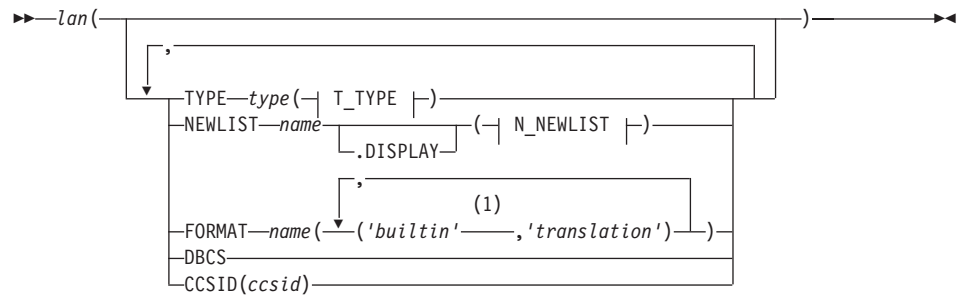 lan( )
,
TYPE type( T_TYPE )
NEWLIST name ( N_NEWLIST )
.DISPLAY
,
(1)
FORMAT name( ('builtin' ,'translation') )
DBCS
CCSID(ccsid)